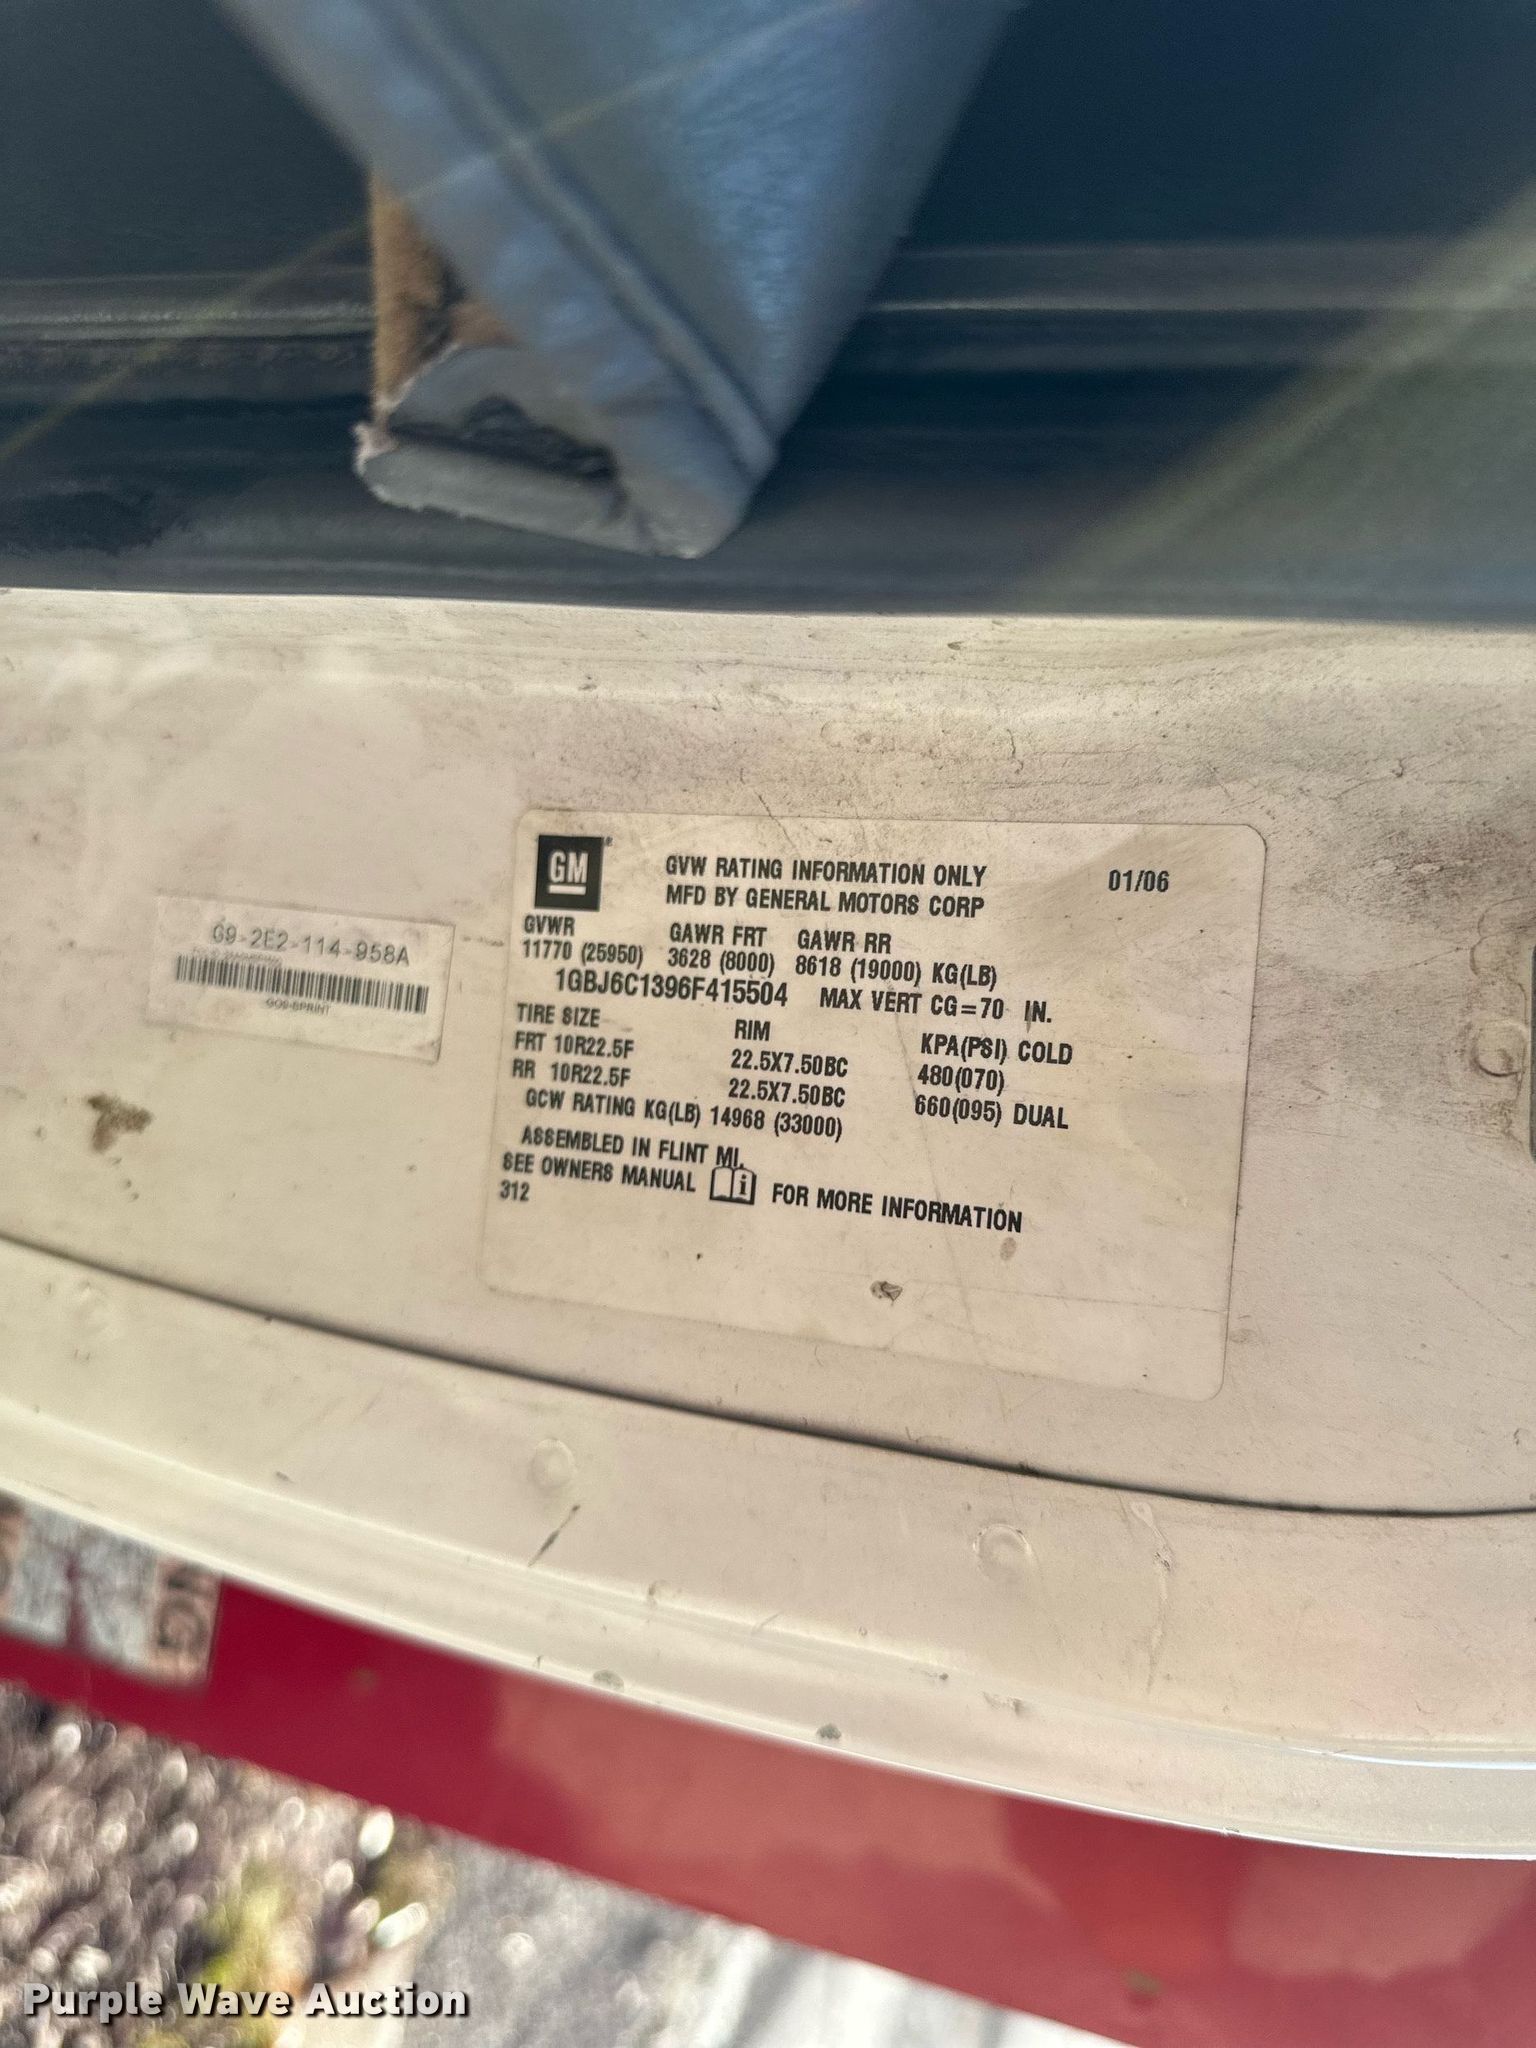 GM
GVW RATING INFORMATION ONLY 01/06
MFD BY GENERAL MOTORS CORP
GVWR GAWR FRT GAWR RR
11770 (25950) 3628 (8000) 8618 (19000) KG(LB)
1GBJ6C1396F415504 MAX VERT CG=70 IN.
TIRE SIZE RIM KPA(PSI) COLD
FRT 10R22.5F 22.5X7.50BC 480(070)
RR 10R22.5F 22.5X7.50BC 660(095) DUAL
GCW RATING KG(LB) 14968 (33000)
ASSEMBLED IN FLINT MI.
SEE OWNERS MANUAL i FOR MORE INFORMATION
312
G9-2E2-114-958A
Purple Wave Auction